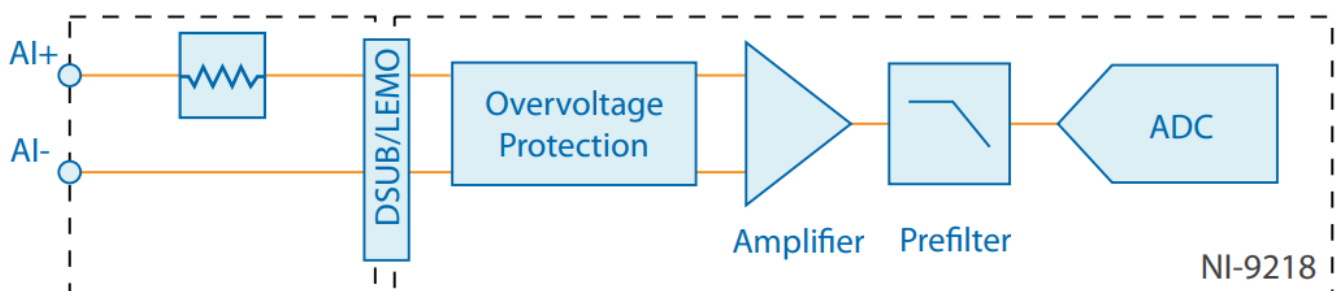 AI+
AI-
DSUB/LEMO
Overvoltage
Protection
Amplifier
Prefilter
ADC
NI-9218